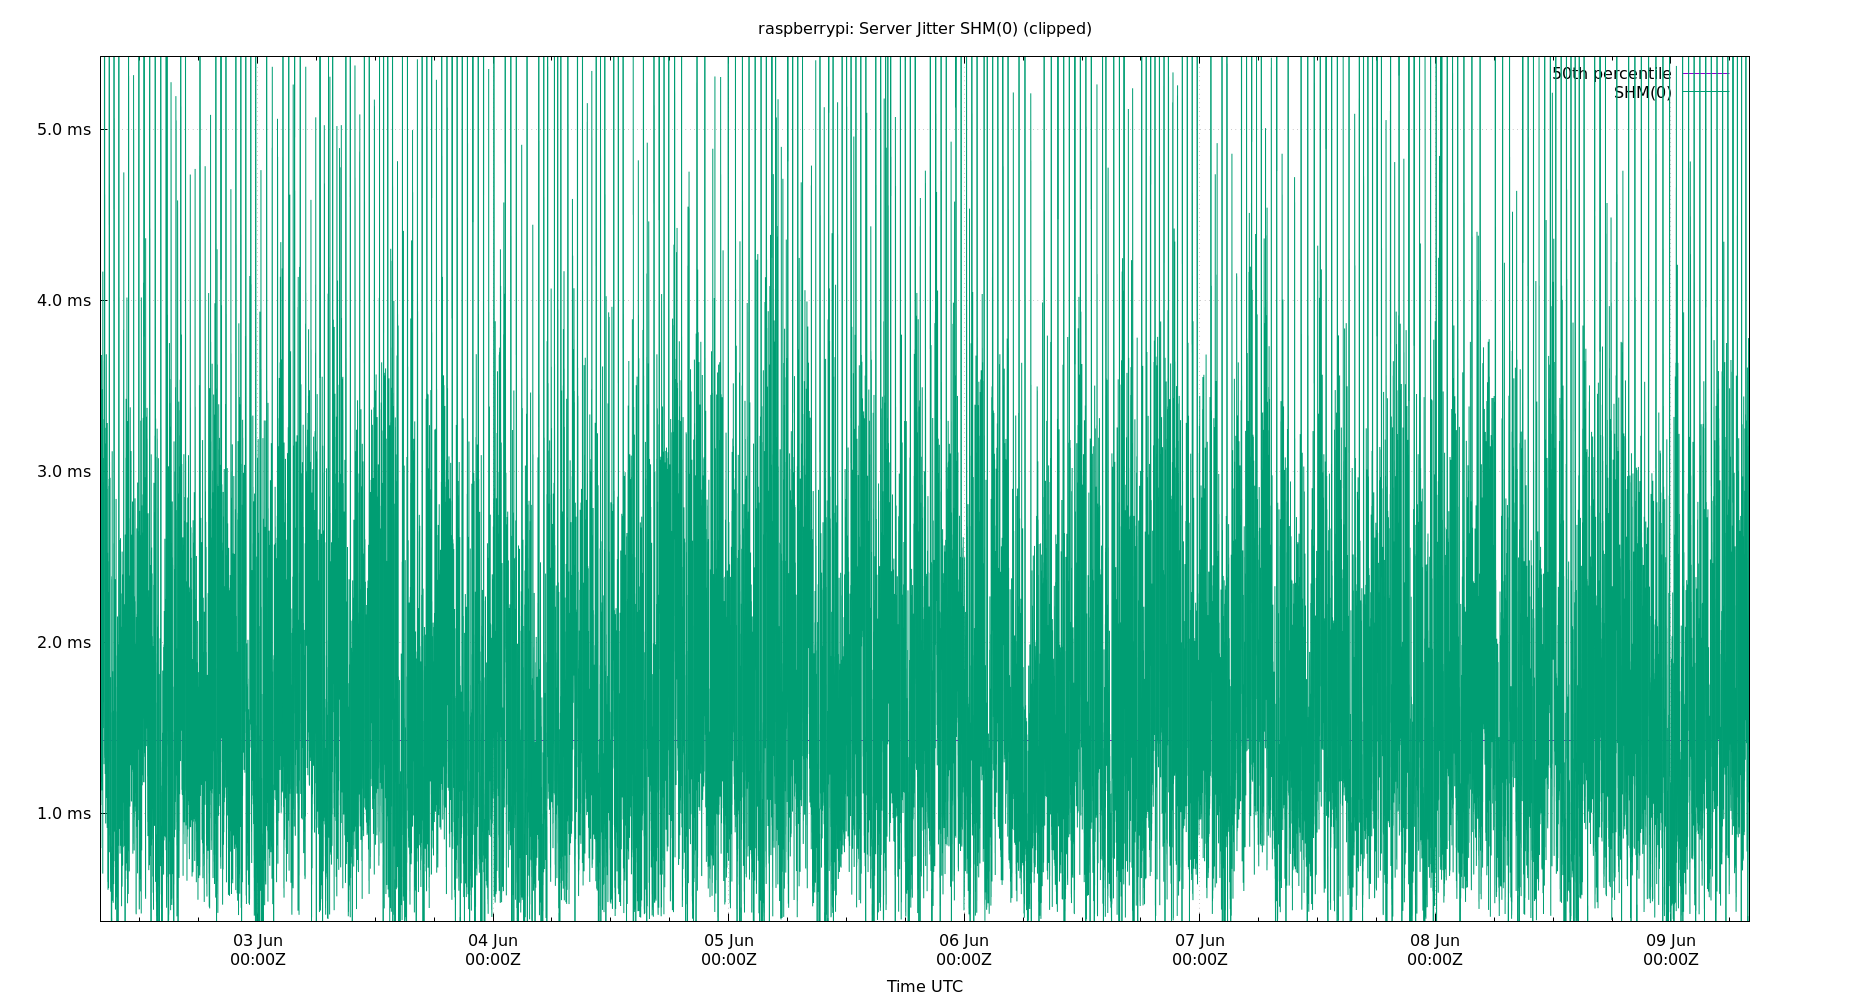 raspberrypi: Server Jitter SHM(0) (clipped)
50th percentile
SHM(0)
5.0 ms
4.0 ms
3.0 ms
2.0 ms
1.0 ms
03 Jun 04 Jun 05 Jun 06 Jun 07 Jun 08 Jun 09 Jun
00:00Z 00:00Z 00:00Z 00:00Z 00:00Z 00:00Z 00:00Z
Time UTC